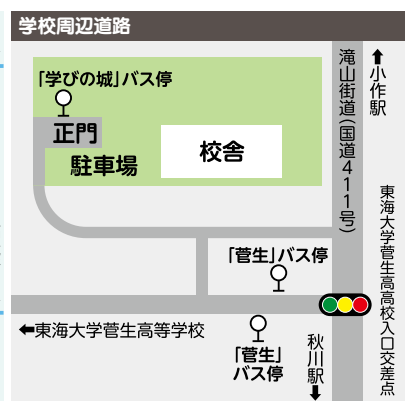 学校周辺道路
「学びの城」バス停
正門
駐車場
校舎
滝山街道(国道411号)
小作駅
東海大学菅生高高校入口交差点
「菅生」バス停
東海大学菅生高等学校
「菅生」
バス停
秋川駅